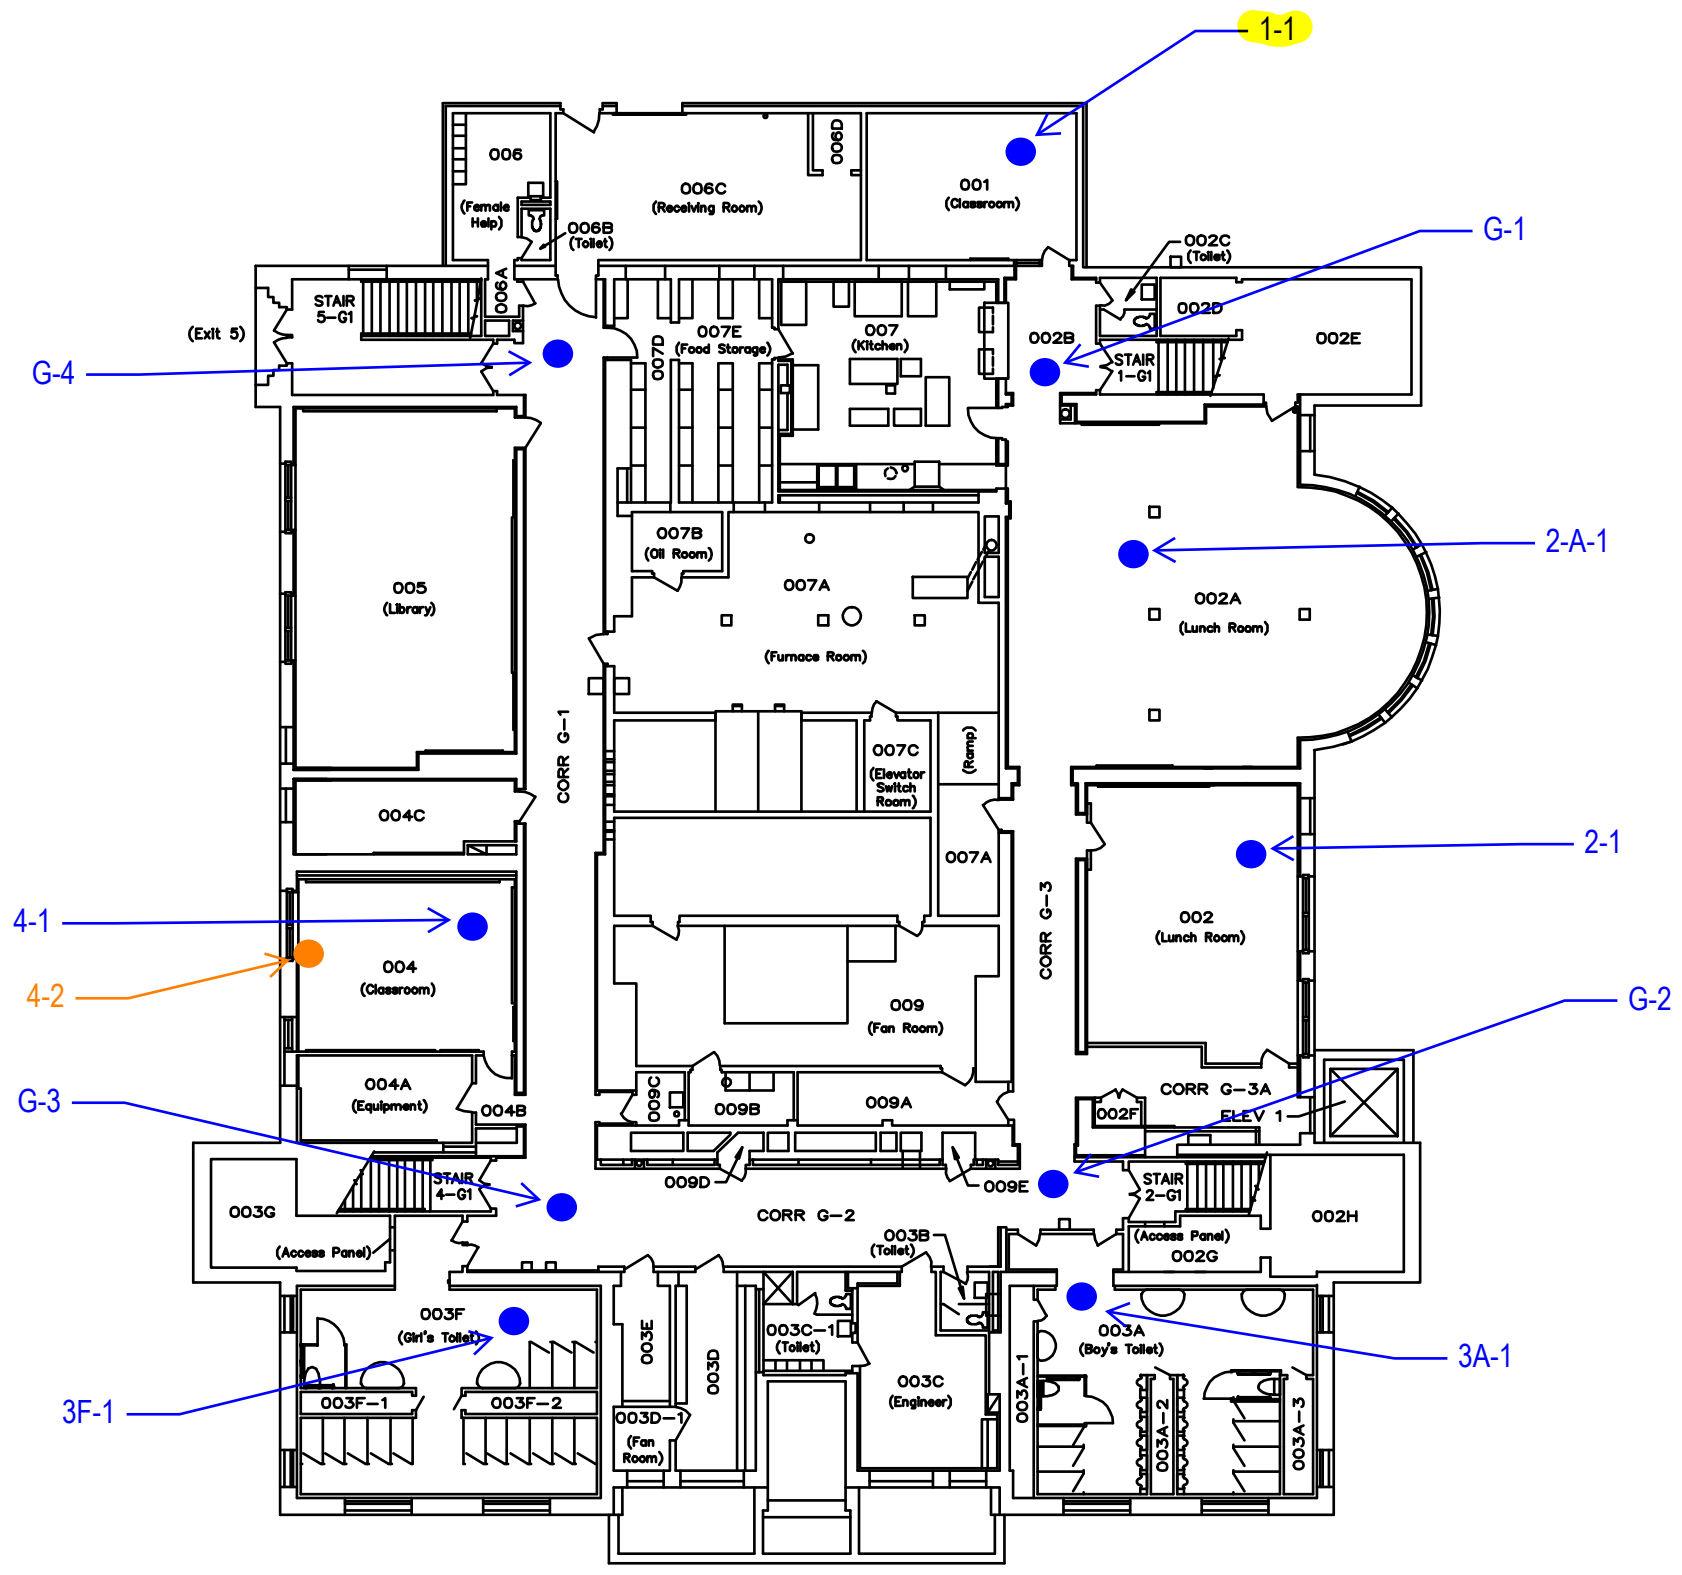 1-1
006
(Female
Help)
006B
(Toilet)
006C
(Receiving Room)
006D
001
(Classroom)
G-1
002C
(Toilet)
006A
STAIR
5-G1
(Exit 5)
G-4
007D
007E
(Food Storage)
007
(Kitchen)
002B
002D
002E
STAIR
1-G1
007B
(Oil Room)
2-A-1
005
(Library)
007A
002A
(Lunch Room)
(Furnace Room)
CORR G-1
007C
(Elevator
Switch
Room)
(Ramp)
004C
007A
2-1
4-1
CORR G-3
002
(Lunch Room)
004
(Classroom)
4-2
009
(Fan Room)
G-2
004A
(Equipment)
004B
G-3
009C
009B
009A
CORR G-3A
002F
ELEV 1
STAIR
4-G1
009D
009E
STAIR
2-G1
003G
CORR G-2
002H
(Access Panel)
003B
(Toilet)
(Access Panel)
002G
003F
(Girl's Toilet)
003E
003D
003C-1
(Toilet)
003A
(Boy's Toilet)
3A-1
003C
(Engineer)
003A-1
3F-1
003F-1
003F-2
003D-1
(Fan
Room)
003A-2
003A-3